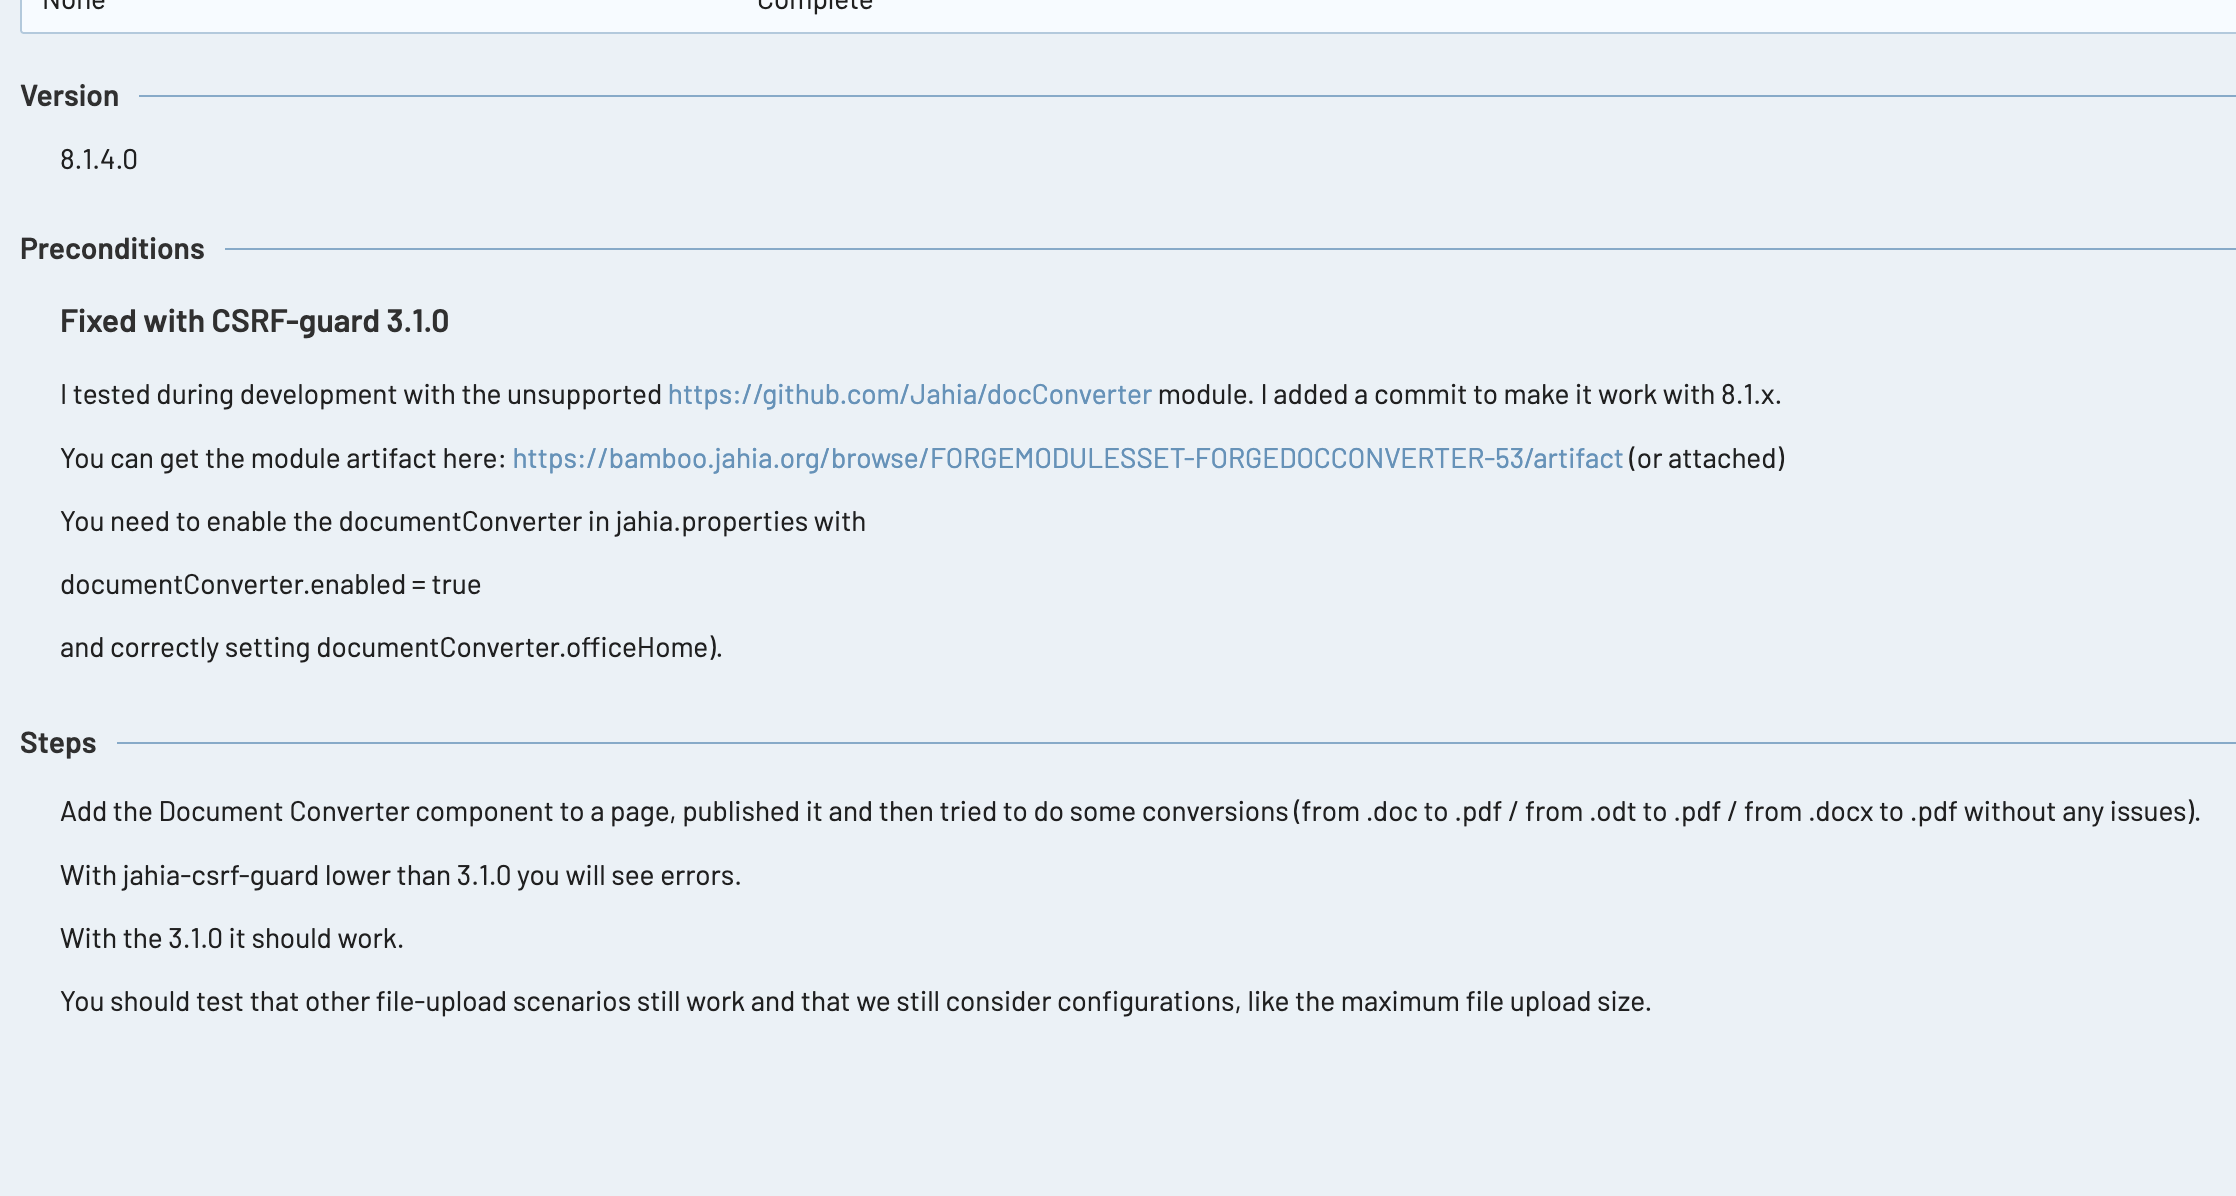 None Complete
Version
8.1.4.0
Preconditions
Fixed with CSRF-guard 3.1.0
I tested during development with the unsupported https://github.com/Jahia/docConverter module. I added a commit to make it work with 8.1.x.
You can get the module artifact here: https://bamboo.jahia.org/browse/FORGEMODULESSET-FORGEDOCCONVERTER-53/artifact (or attached)
You need to enable the documentConverter in jahia.properties with
documentConverter.enabled = true
and correctly setting documentConverter.officeHome).
Steps
Add the Document Converter component to a page, published it and then tried to do some conversions (from .doc to .pdf / from .odt to .pdf / from .docx to .pdf without any issues).
With jahia-csrf-guard lower than 3.1.0 you will see errors.
With the 3.1.0 it should work.
You should test that other file-upload scenarios still work and that we still consider configurations, like the maximum file upload size.